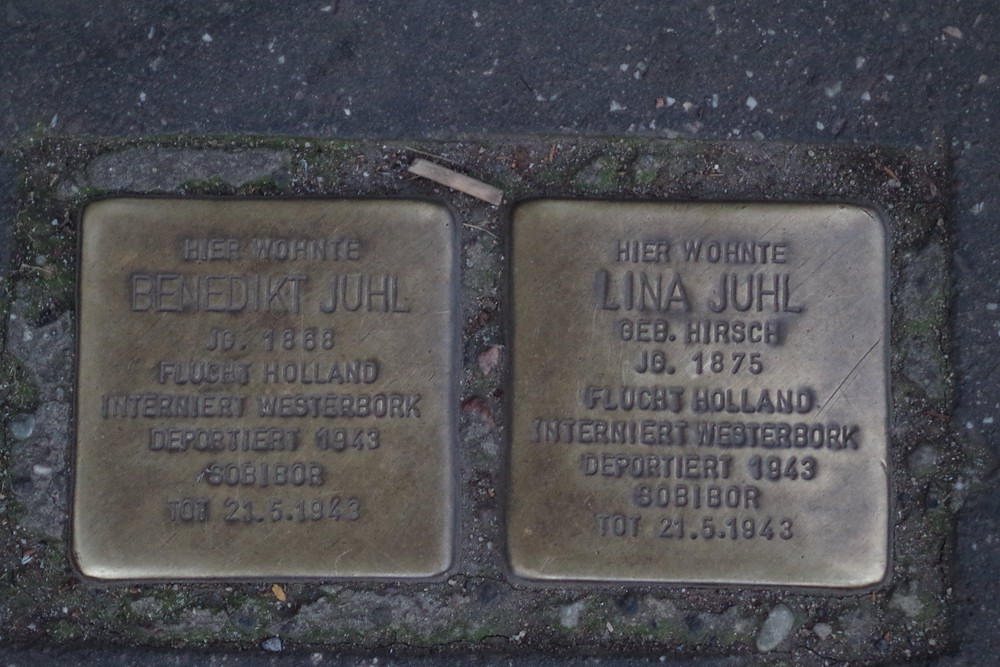 HIER WOHNTE
BENEDIKT JUHL
JG. 1868
FLUCHT HOLLAND
INTERNIERT WESTERBORK
DEPORTIERT 1943
SOBIBOR
TOT 21.5.1943
HIER WOHNTE
LINA JUHL
GEB. HIRSCH
JG. 1875
FLUCHT HOLLAND
INTERNIERT WESTERBORK
DEPORTIERT 1943
SOBIBOR
TOT 21.5.1943